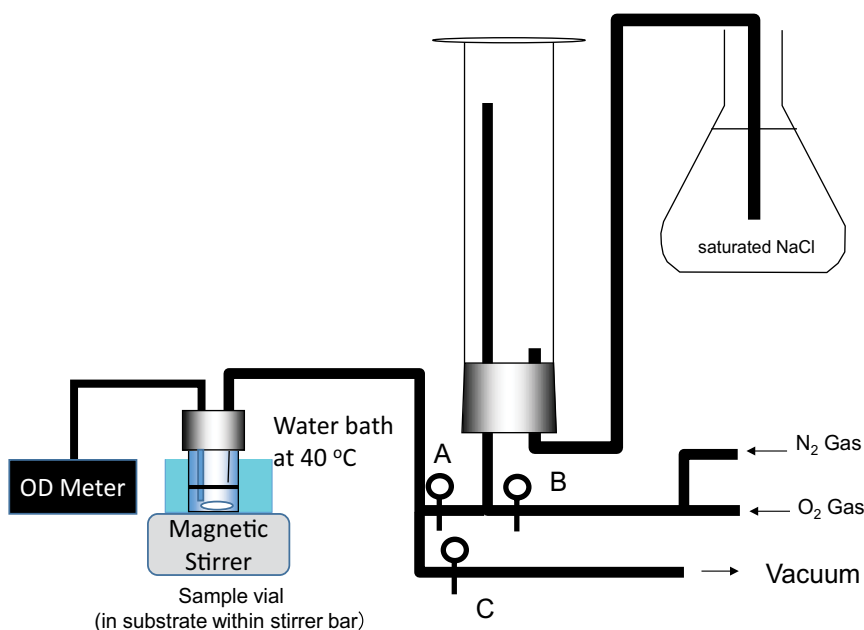 saturated NaCl
N2 Gas
O2 Gas
Vacuum
A
B
C
Water bath
at 40 oC
OD Meter
Magnetic
Stirrer
Sample vial
(in substrate within stirrer bar)